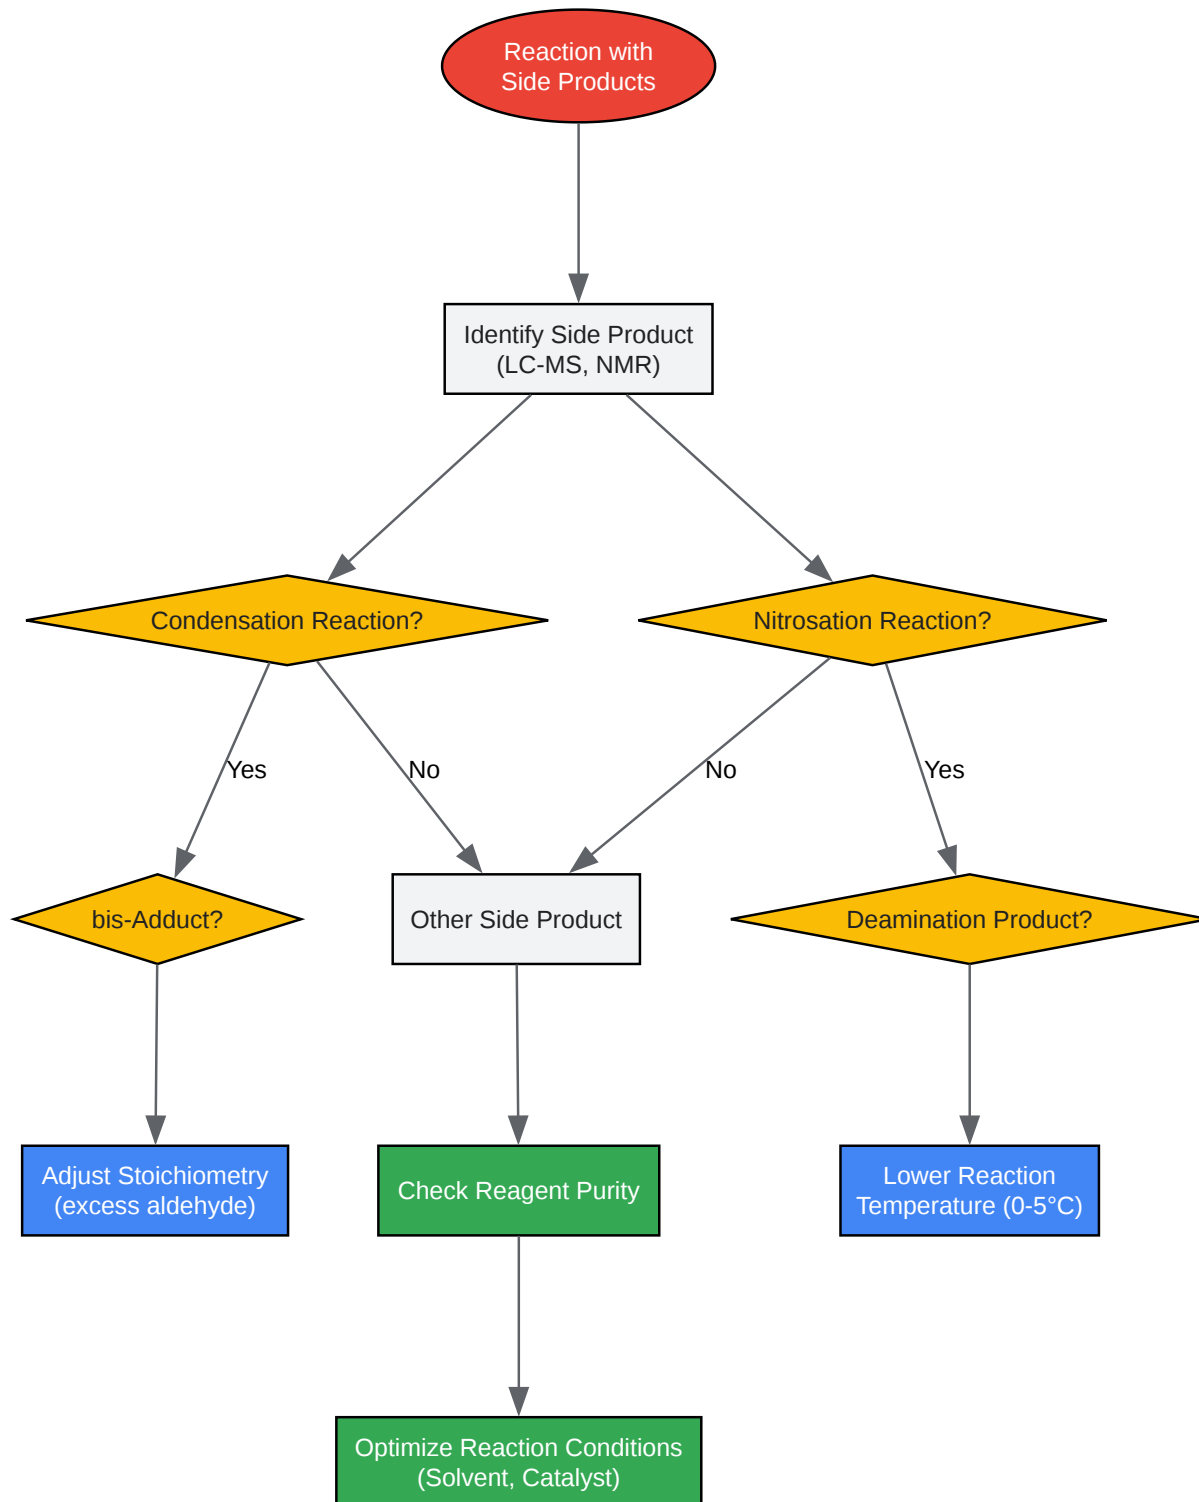 Reaction with
Side Products
Identify Side Product
(LC-MS, NMR)
Condensation Reaction?
Nitrosation Reaction?
Yes
No
No
Yes
bis-Adduct?
Other Side Product
Deamination Product?
Adjust Stoichiometry
(excess aldehyde)
Check Reagent Purity
Lower Reaction
Temperature (0-5°C)
Optimize Reaction Conditions
(Solvent, Catalyst)